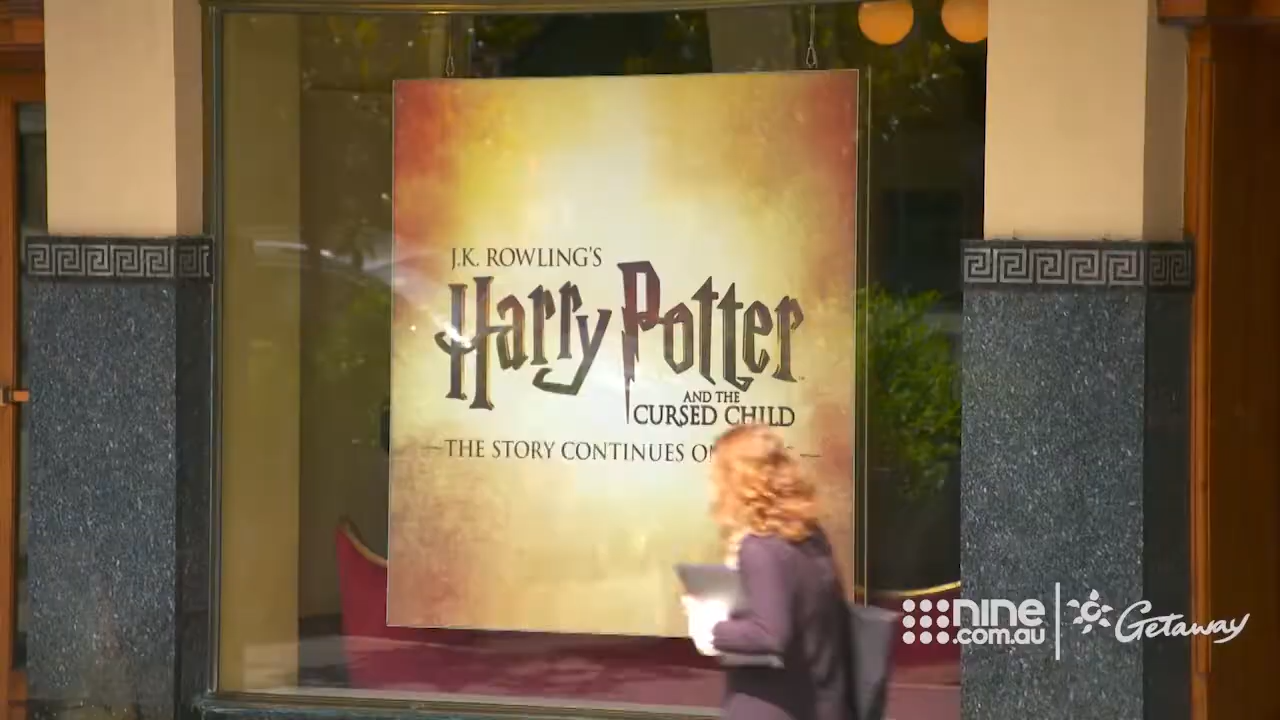 J.K. ROWLING'S
Harry Potter
AND THE
CURSED CHILD
THE STORY CONTINUES
nine
.com.au
Getaway